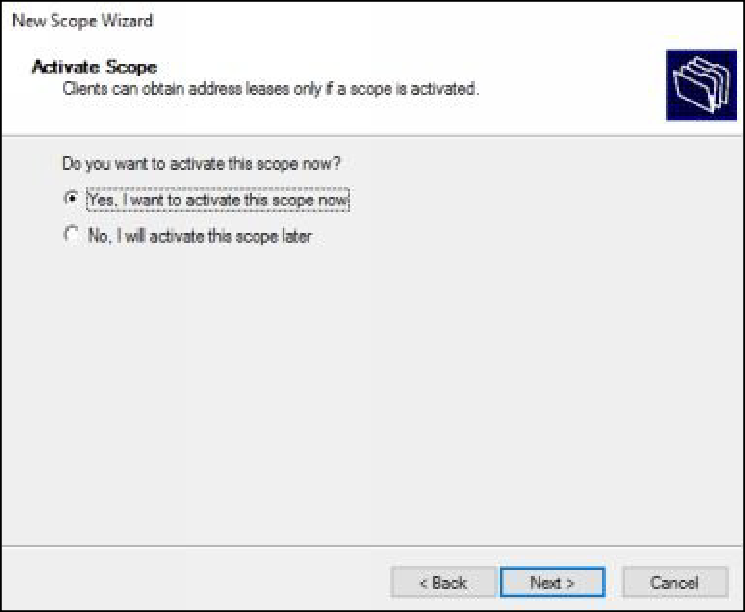 New Scope Wizard
Activate Scope
Clients can obtain address leases only if a scope is activated.
Do you want to activate this scope now?
Yes, I want to activate this scope now
No, I will activate this scope later
< Back
Next >
Cancel